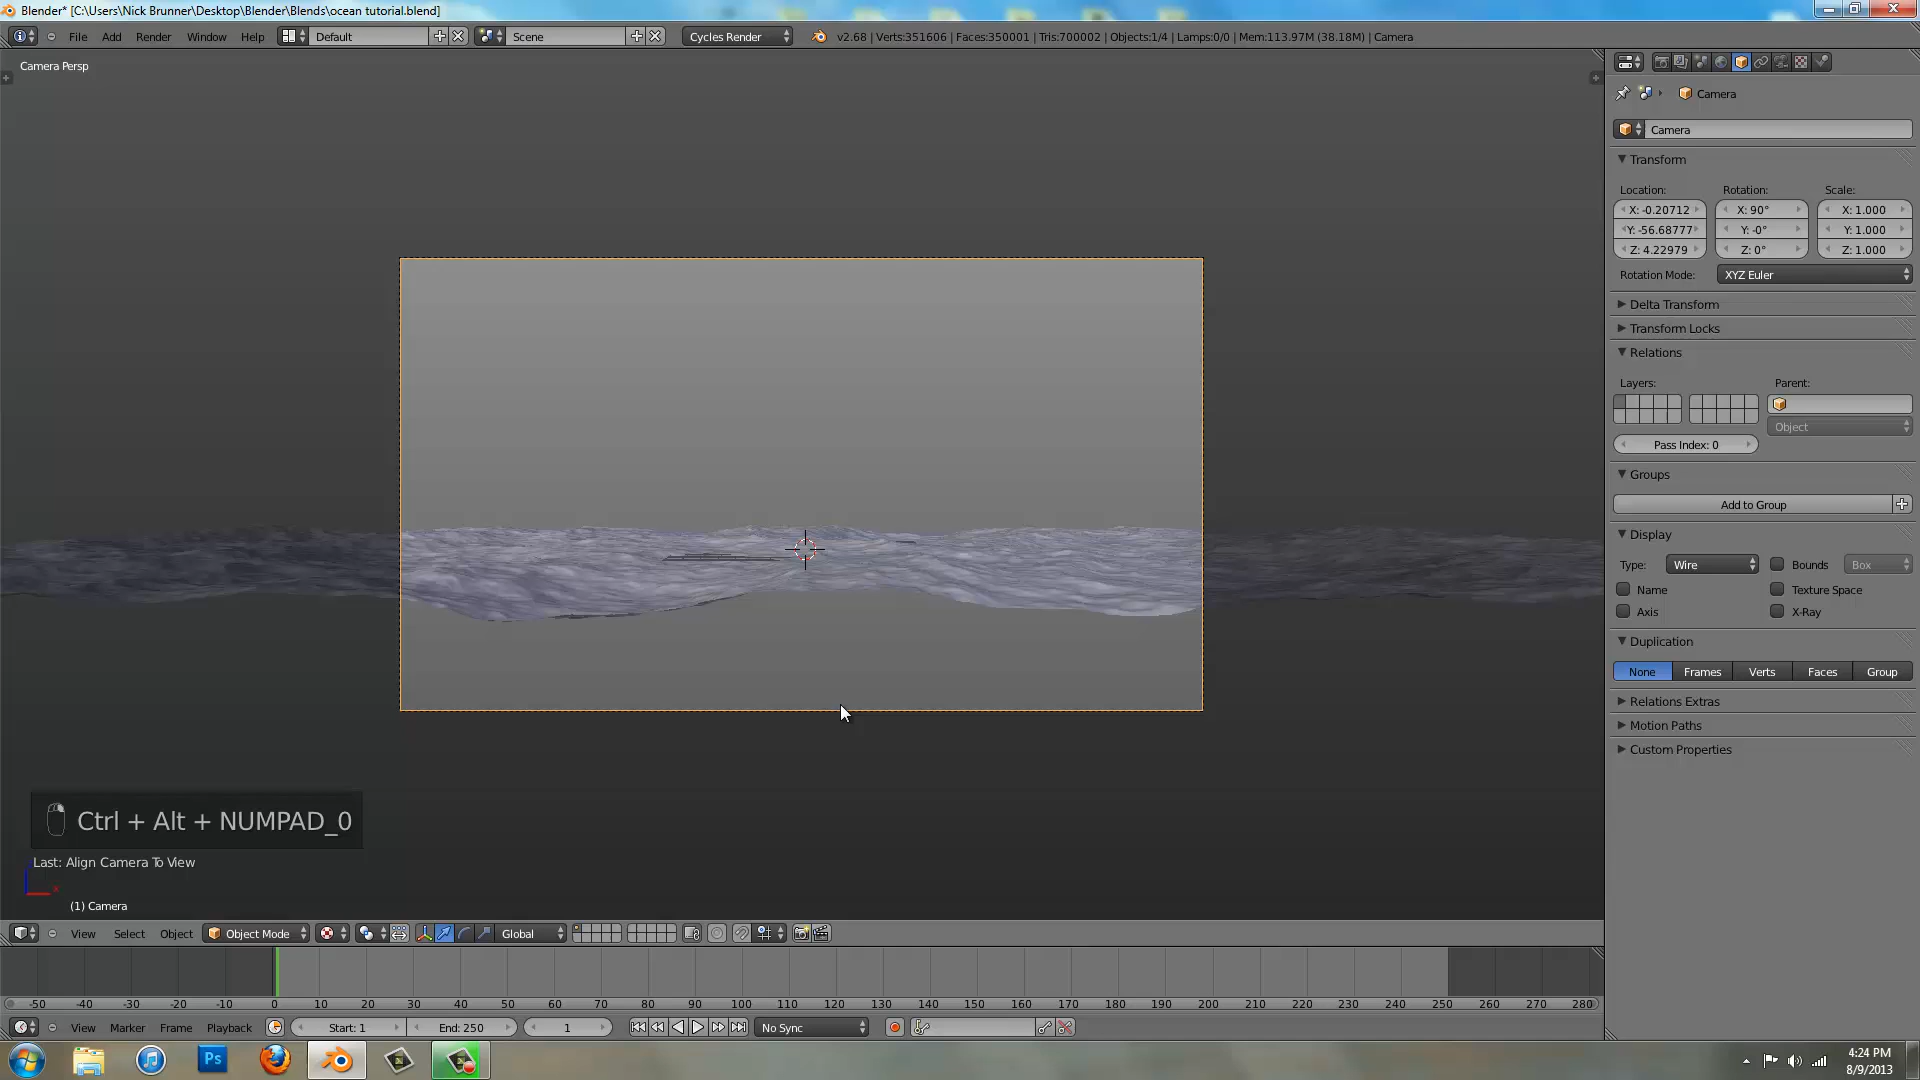 Blender* [C:\Users\Nick Brunner\Desktop\Blender\Blends\ocean tutorial.blend]
File Add Render Window Help Default Scene Cycles Render v2.68 | Verts:351606 | Faces:350001 | Tris:700002 | Objects:1/4 | Lamps:0/0 | Mem:113.97M (38.18M) | Camera
Camera Persp
Camera
Camera
Transform
Location: Rotation: Scale:
X: -0.20712 X: 90° X: 1.000
Y: -56.68777 Y: -0° Y: 1.000
Z: 4.22979 Z: 0° Z: 1.000
Rotation Mode: XYZ Euler
Delta Transform
Transform Locks
Relations
Layers: Parent:
Object
Pass Index: 0
Groups
Add to Group
Display
Type: Wire Bounds Box
Name Texture Space
Axis X-Ray
Duplication
None Frames Verts Faces Group
Relations Extras
Motion Paths
Custom Properties
Ctrl + Alt + NUMPAD_0
Last: Align Camera To View
(1) Camera
View Select Object Object Mode Global
-50 -40 -30 -20 -10 0 10 20 30 40 50 60 70 80 90 100 110 120 130 140 150 160 170 180 190 200 210 220 230 240 250 260 270 280
View Marker Frame Playback Start: 1 End: 250 1 No Sync
Ps
4:24 PM
8/9/2013